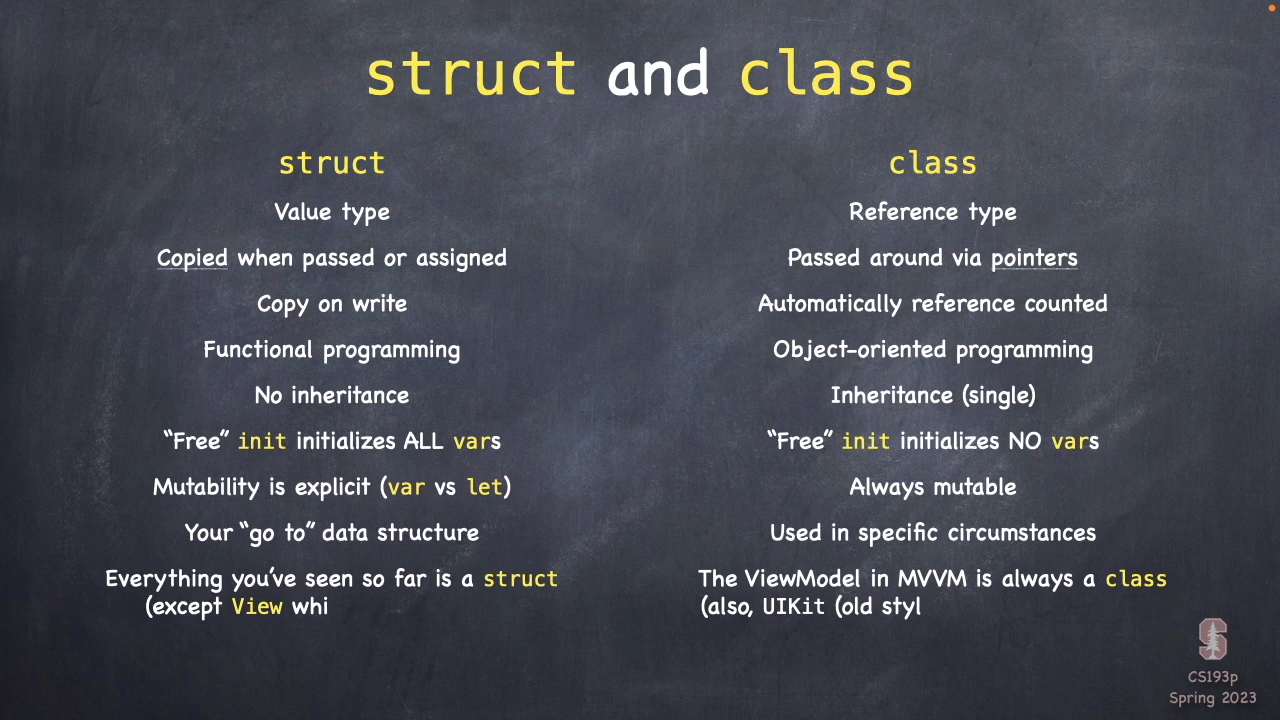 struct and class
struct
Value type
Copied when passed or assigned
Copy on write
Functional programming
No inheritance
“Free” init initializes ALL vars
Mutability is explicit (var vs let)
Your “go to” data structure
Everything you’ve seen so far is a struct
(except View whi
class
Reference type
Passed around via pointers
Automatically reference counted
Object-oriented programming
Inheritance (single)
“Free” init initializes NO vars
Always mutable
Used in specific circumstances
The ViewModel in MVVM is always a class
(also, UIKit (old styl
S
CS193p
Spring 2023